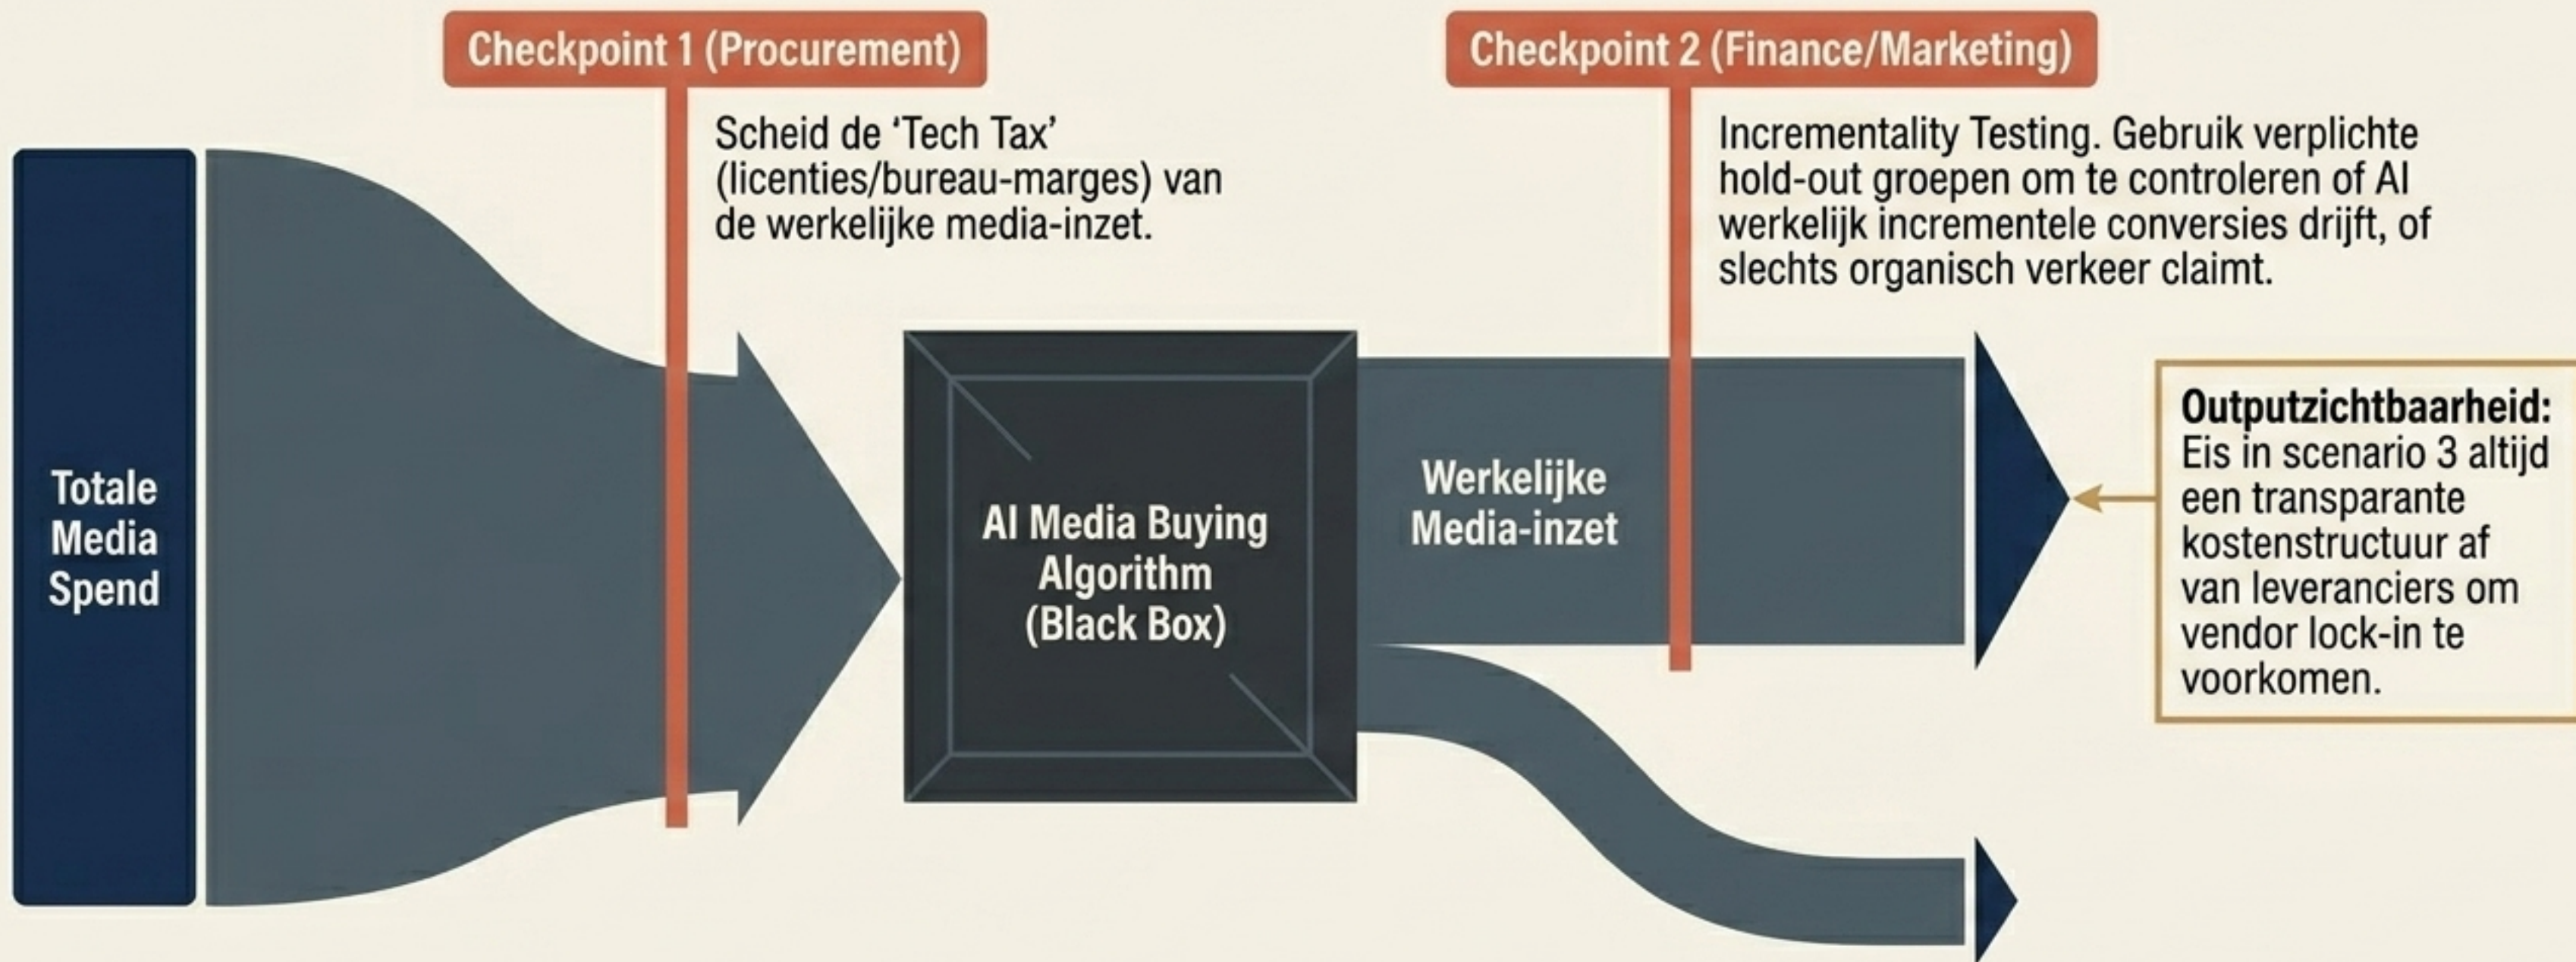 Checkpoint 1 (Procurement)
Scheid de ‘Tech Tax’
(licenties/bureau-marges) van
de werkelijke media-inzet.
Checkpoint 2 (Finance/Marketing)
Incrementality Testing. Gebruik verplichte
hold-out groepen om te controleren of AI
werkelijk incrementele conversies drijft, of
slechts organisch verkeer claimt.
Totale
Media
Spend
AI Media Buying
Algorithm
(Black Box)
Werkelijke
Media-inzet
Outputzichtbaarheid:
Eis in scenario 3 altijd
een transparante
kostenstructuur af
van leveranciers om
vendor lock-in te
voorkomen.